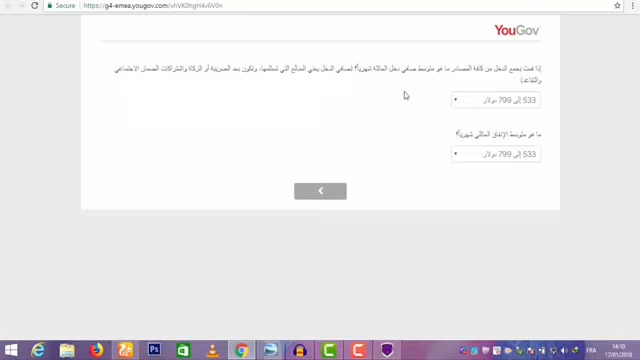 Secure
https://g4-emea.yougov.com/vhVK0hgH4v6V0n
YouGov
إذا قمت بجمع الدخل من كافة المصادر ما هو متوسط صافي دخل العائلة شهرياً؟ (صافي الدخل يعني المبالغ التي تستلمها، وتكون بعد الضريبة أو الزكاة واشتراكات الضمان الاجتماعي
والتقاعد)
533 إلى 799 دولار
ما هو متوسط الإنفاق العائلي شهرياً؟
533 إلى 799 دولار
Ps
FRA
14:10
17/01/2018